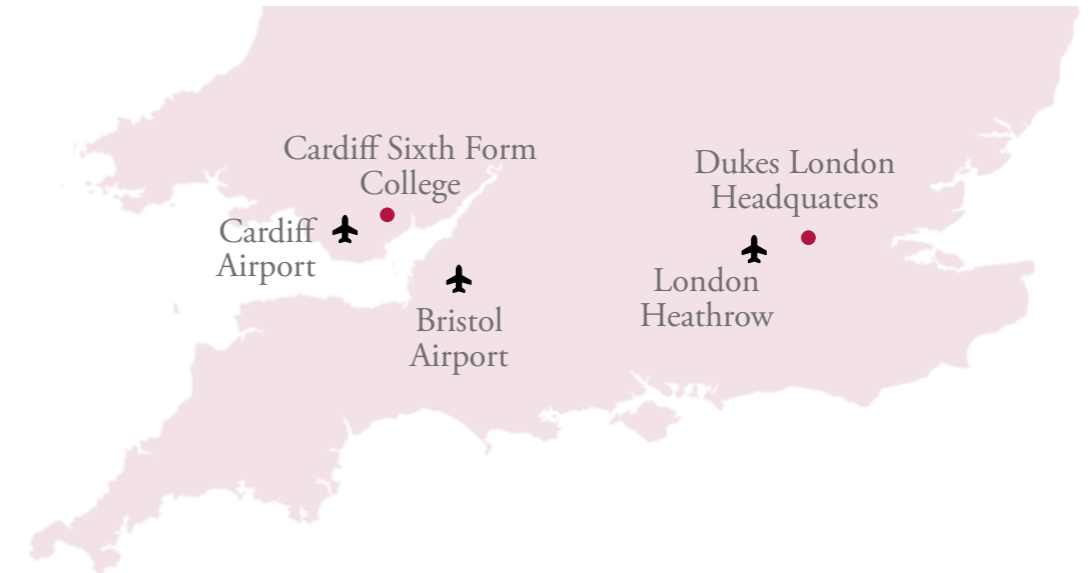 Cardiff Sixth Form
College
Dukes London
Headquaters
Cardiff
Airport
London
Heathrow
Bristol
Airport